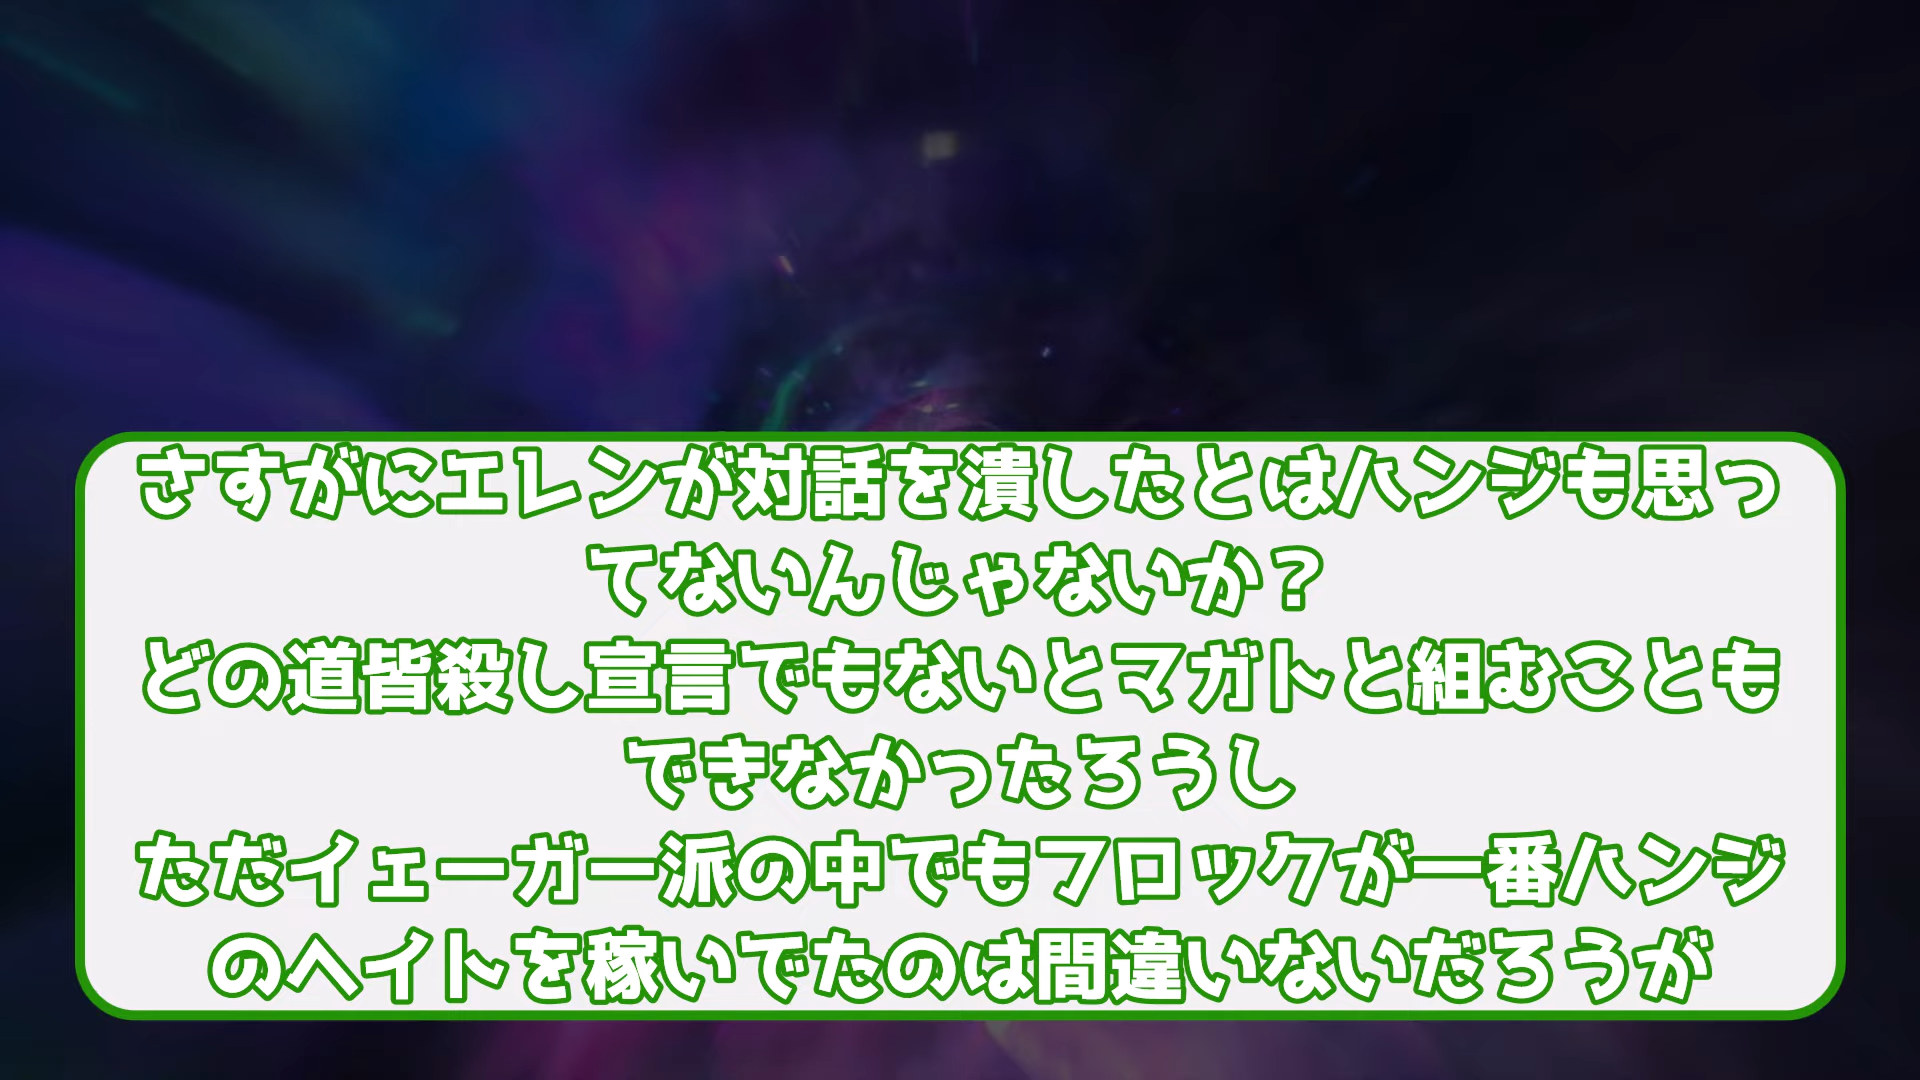 さすがにエレンが対話を潰したとはハンジも思っ
てないんじゃないか？
どの道皆殺し宣言でもないとマガトと組むことも
できなかったろうし
ただイェーガー派の中でもフロックが一番ハンジ
のヘイトを稼いでたのは間違いないだろうが